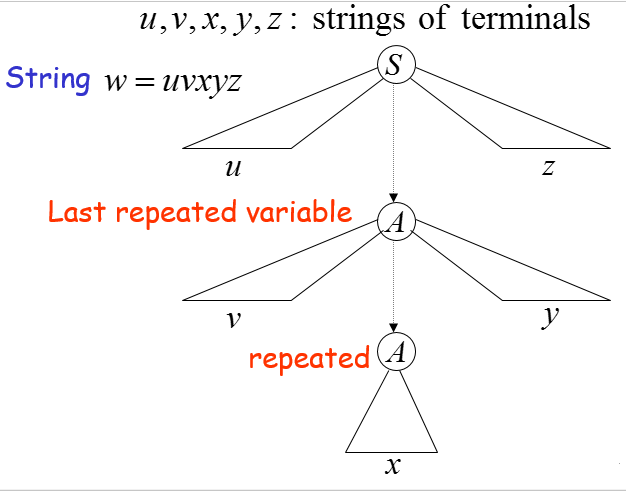 u, v, x, y, z : strings of terminals
String w = uvxyz
S
u z
Last repeated variable A
v y
repeated A
x